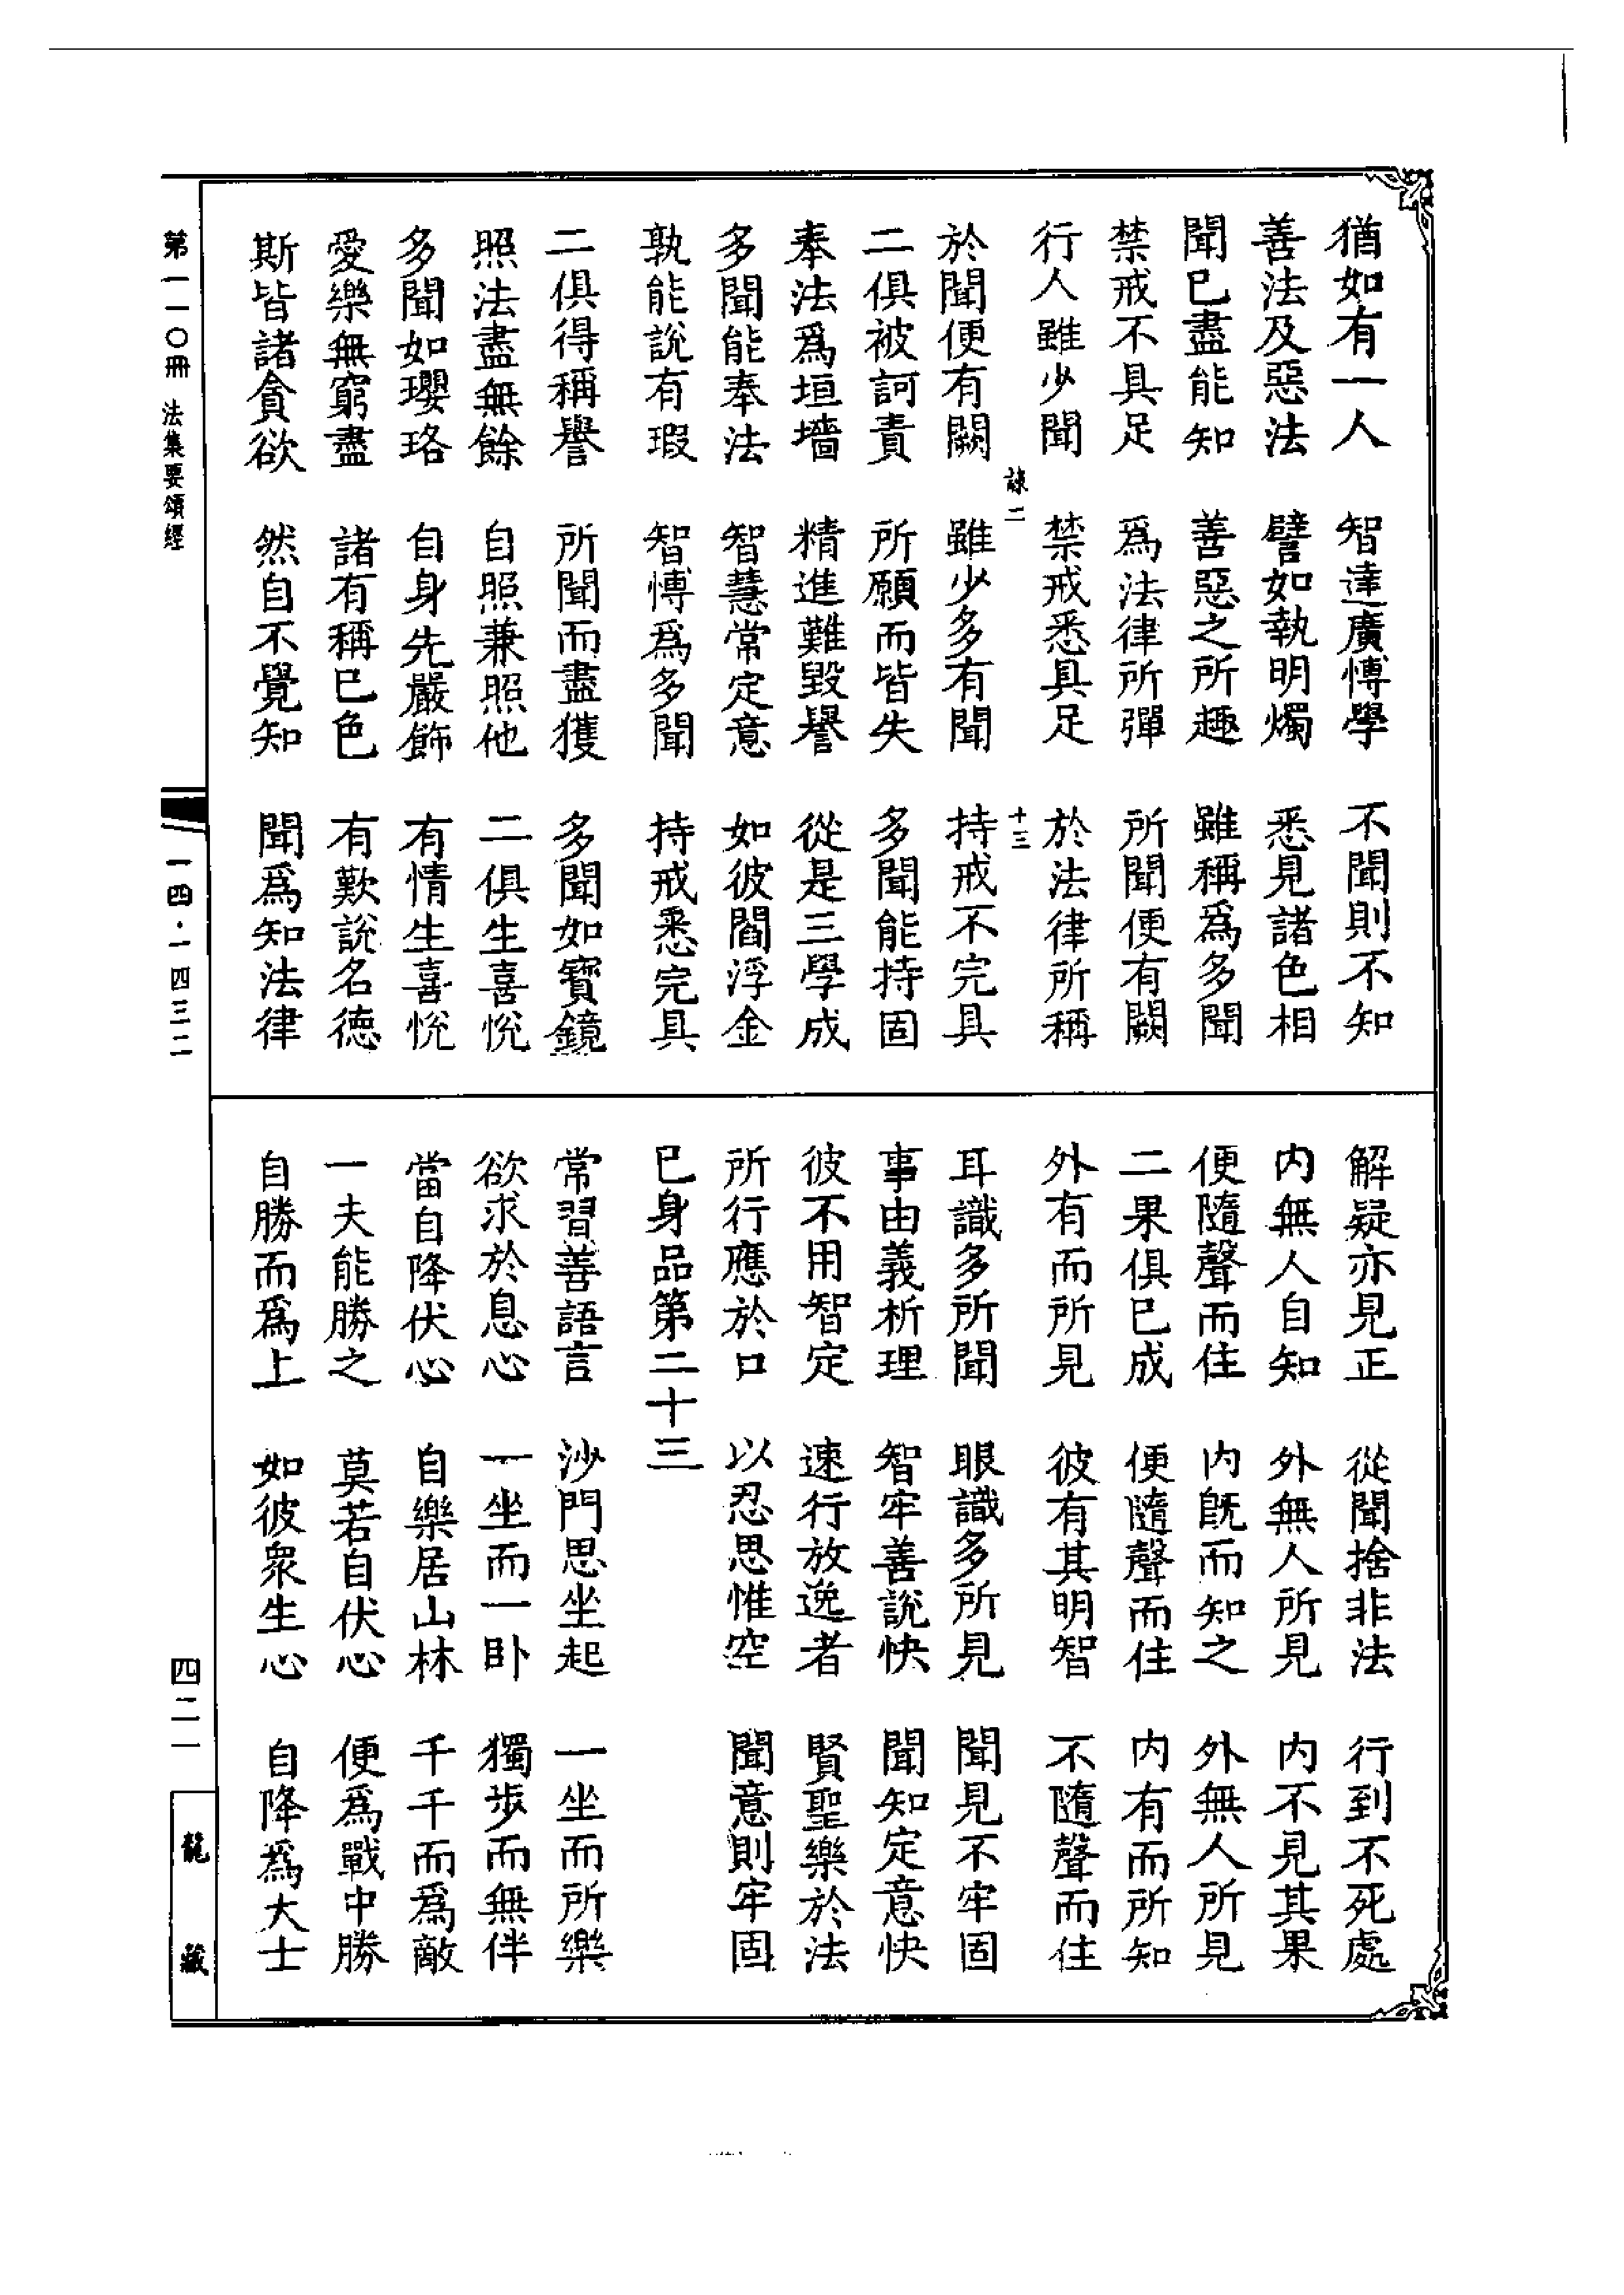 猶如有一人　智達廣博學　不聞則不知
善法及惡法　譬如執明燭　悉見諸色相
聞已盡能知　善惡之所趣　雖稱為多聞
禁戒不具足　為法律所彈　所聞便有闕
行人雖少聞　禁戒悉具足　於法律所稱
諫二　十三
於聞便有闕　雖少多有聞　持戒不完具
二俱被訶責　所願而皆失　多聞能持固
奉法為垣墻　精進難毀譽　從是三學成
多聞能奉法　智慧常定意　如彼閻浮金
孰能說有瑕　智博為多聞　持戒悉完具
二俱得稱譽　所聞而盡獲　多聞如寶鏡
照法盡無餘　自照兼照他　二俱生喜悅
多聞如瓔珞　自身先嚴飾　有情生喜悅
愛樂無窮盡　諸有稱已色　有歎說名德
斯皆諸貪欲　然自不覺知　聞為知法律
解疑亦見正　從聞捨非法　行到不死處
內無人自知　外無人所見　內不見其果
便隨聲而住　內既而知之　外無人所見
二果俱已成　便隨聲而住　內有而所知
外有而所見　彼有其明智　不隨聲而住
耳識多所聞　眼識多所見　聞見不牢固
事由義析理　智牢善說快　聞知定意快
彼不用智定　速行放逸者　賢聖樂於法
所行應於口　以忍思惟空　聞意則牢固
已身品第二十三
常習善語言　沙門思坐起　一坐而所樂
欲求於息心　一坐而一臥　獨步而無伴
當自降伏心　自樂居山林　千千而為敵
一夫能勝之　莫若自伏心　便為戰中勝
自勝而為上　如彼眾生心　自降為大士
第一一〇冊　法集要頌經
一四·一四三二
四二一
龍藏